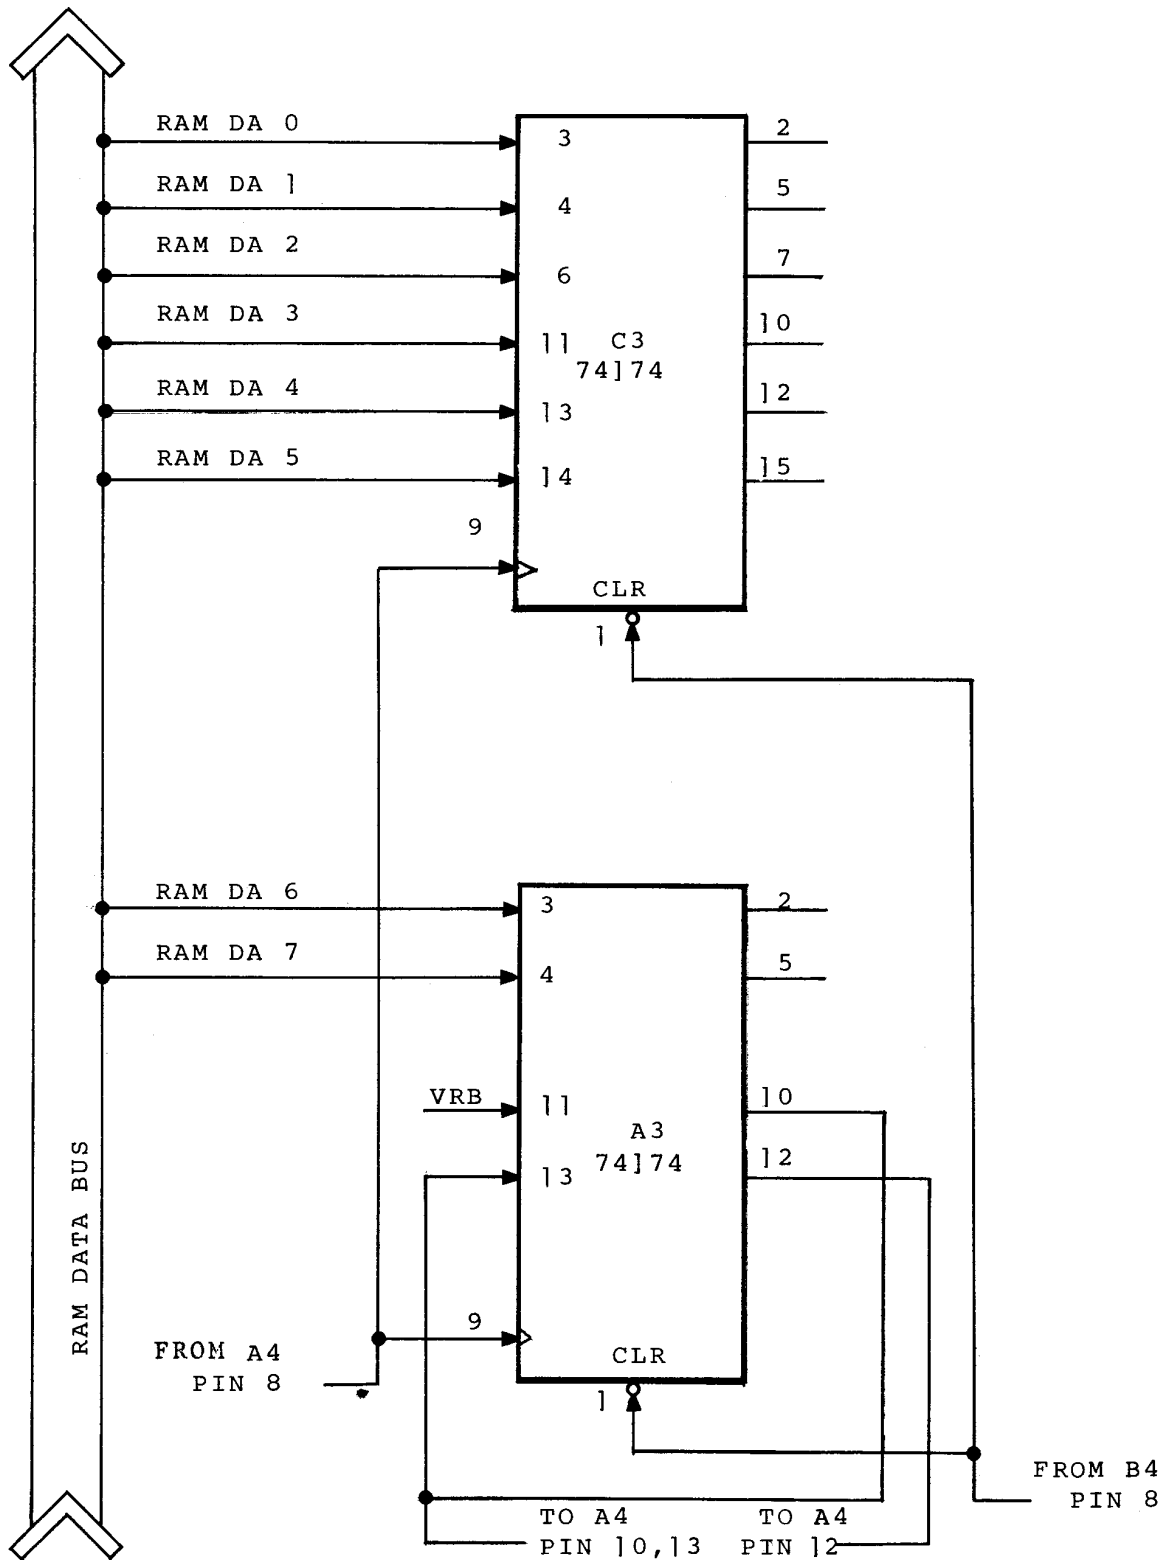 RAM DA 0
3
2
RAM DA 1
4
5
RAM DA 2
6
7
RAM DA 3
11
C3
10
74174
RAM DA 4
13
12
RAM DA 5
14
15
9
CLR
1
RAM DA 6
3
2
RAM DA 7
4
5
VRB
11
10
A3
74174
13
12
RAM DATA BUS
9
FROM A4
PIN 8
CLR
1
FROM B4
PIN 8
TO A4
PIN 10,13
TO A4
PIN 12